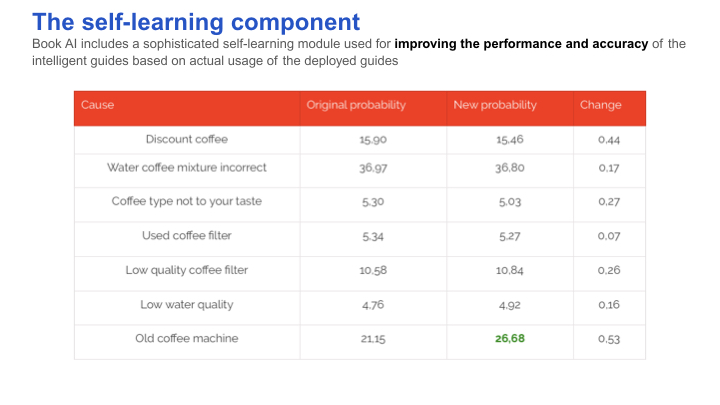 The self-learning component
Book AI includes a sophisticated self-learning module used for improving the performance and accuracy of the
intelligent guides based on actual usage of the deployed guides
Cause Original probability New probability Change
Discount coffee 15,90 15,46 0,44
Water coffee mixture incorrect 36,97 36,80 0,17
Coffee type not to your taste 5,30 5,03 0,27
Used coffee filter 5,34 5,27 0,07
Low quality coffee filter 10,58 10,84 0,26
Low water quality 4,76 4,92 0,16
Old coffee machine 21,15 26,68 0,53